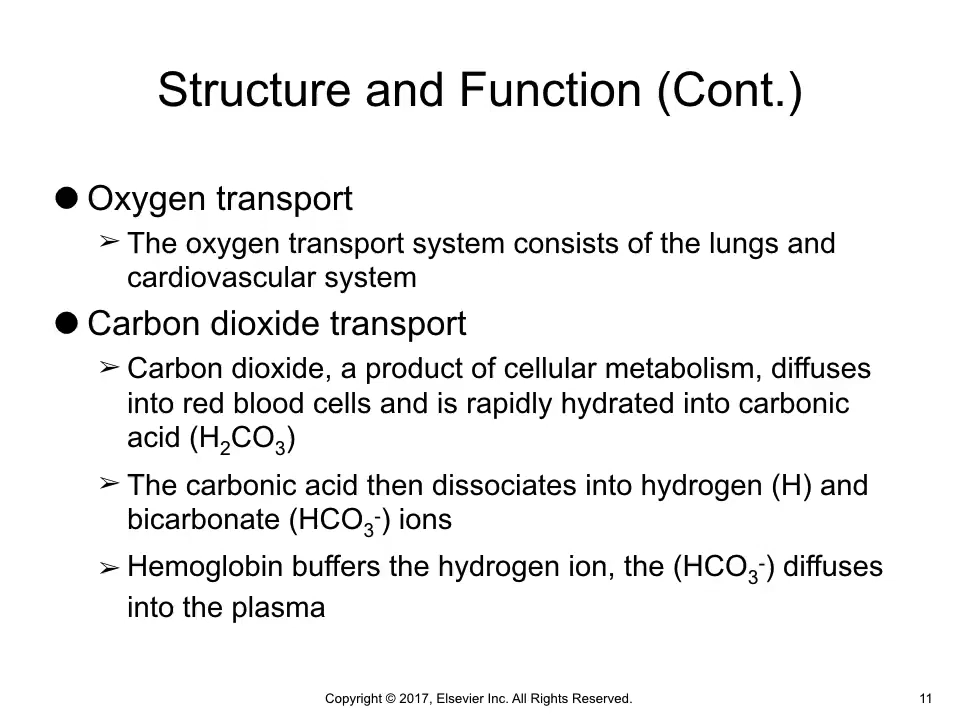 Structure and Function (Cont.)
● Oxygen transport
➢ The oxygen transport system consists of the lungs and
cardiovascular system
● Carbon dioxide transport
➢ Carbon dioxide, a product of cellular metabolism, diffuses
into red blood cells and is rapidly hydrated into carbonic
acid (H₂CO₃)
➢ The carbonic acid then dissociates into hydrogen (H) and
bicarbonate (HCO₃⁻) ions
➢ Hemoglobin buffers the hydrogen ion, the (HCO₃⁻) diffuses
into the plasma
Copyright © 2017, Elsevier Inc. All Rights Reserved. 11